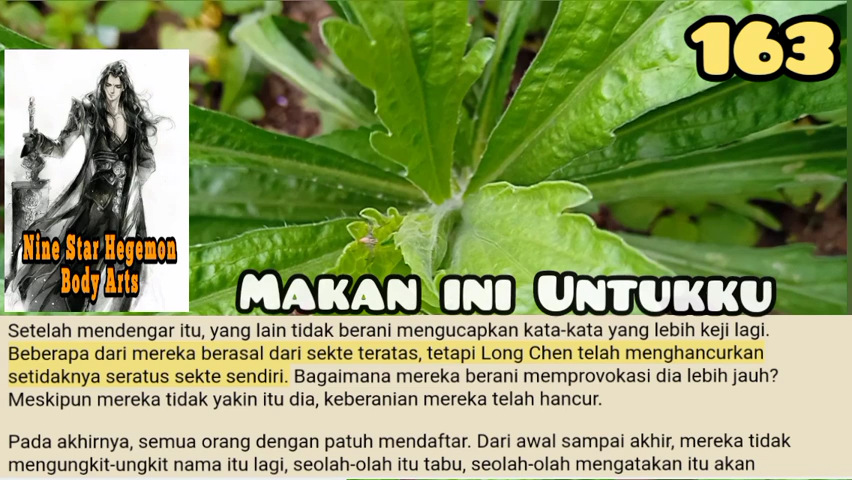 163
Nine Star Hegemon
Body Arts
MAKAN INI UNTUKKU
Setelah mendengar itu, yang lain tidak berani mengucapkan kata-kata yang lebih keji lagi.
Beberapa dari mereka berasal dari sekte teratas, tetapi Long Chen telah menghancurkan
setidaknya seratus sekte sendiri. Bagaimana mereka berani memprovokasi dia lebih jauh?
Meskipun mereka tidak yakin itu dia, keberanian mereka telah hancur.
Pada akhirnya, semua orang dengan patuh mendaftar. Dari awal sampai akhir, mereka tidak
mengungkit-ungkit nama itu lagi, seolah-olah itu tabu, seolah-olah mengatakan itu akan